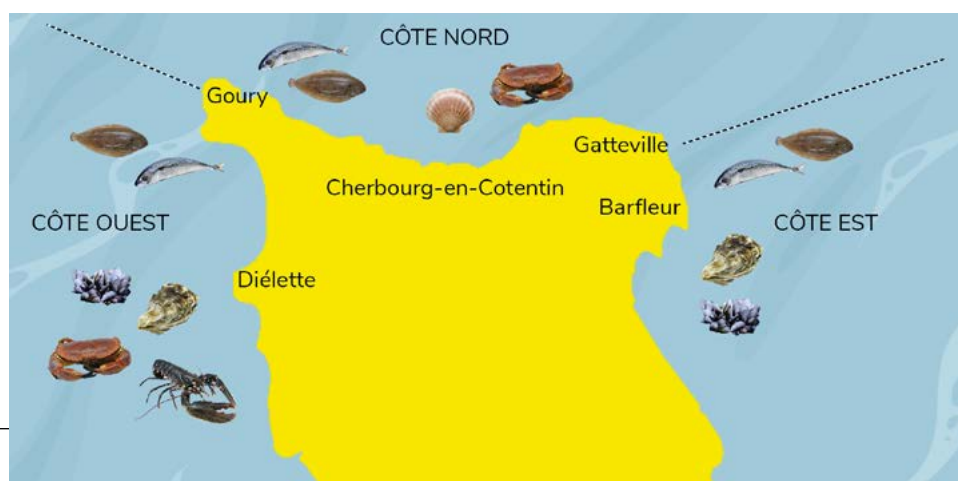 CÔTE NORD
Goury
Gatteville
Cherbourg-en-Cotentin
Barfleur
CÔTE OUEST
CÔTE EST
Diélette